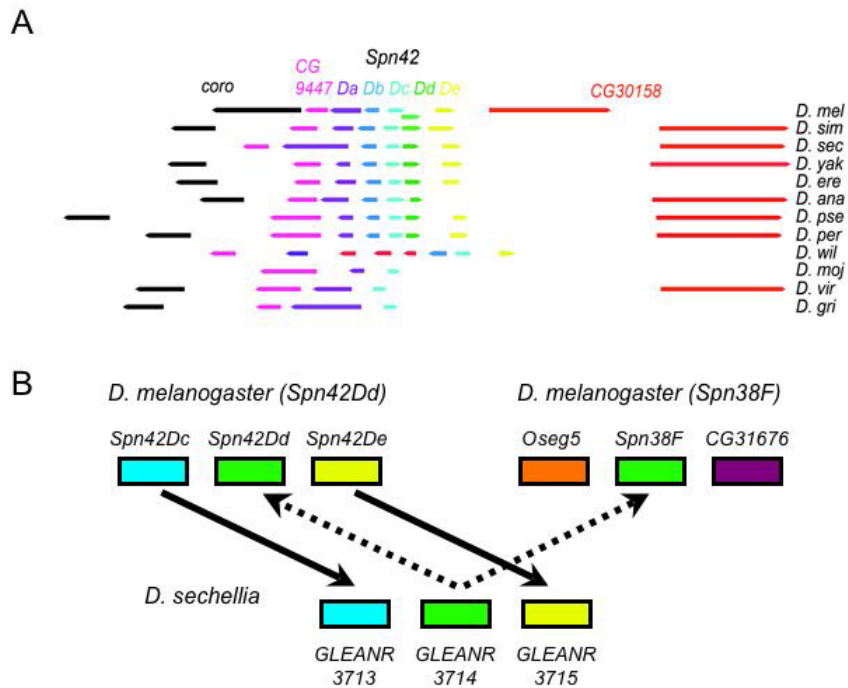 A
Spn42
CG
9447 Da Db Dc Dd De
coro
CG30158
D. mel
D. sim
D. sec
D. yak
D. ere
D. ana
D. pse
D. per
D. wil
D. moj
D. vir
D. gri
B
D. melanogaster (Spn42Dd)
D. melanogaster (Spn38F)
Spn42Dc Spn42Dd Spn42De
Oseg5 Spn38F CG31676
D. sechellia
GLEANR GLEANR GLEANR
3713 3714 3715